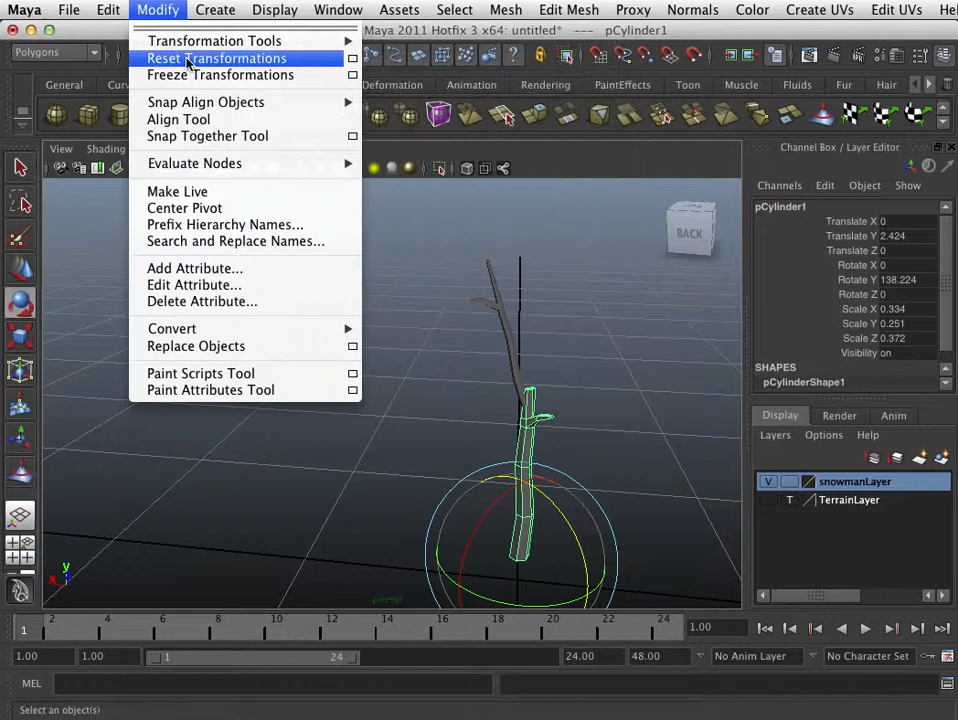 Maya File Edit Modify Create Display Window Assets Select Mesh Edit Mesh Proxy Normals Color Create UVs Edit UVs H
Maya 2011 Hotfix 3 x64: untitled* --- pCylinder1
Polygons
General Curv Deformation Animation Rendering PaintEffects Toon Muscle Fluids Fur Hair
Transformation Tools
Reset Transformations
Freeze Transformations
Snap Align Objects
Align Tool
Snap Together Tool
Evaluate Nodes
Make Live
Center Pivot
Prefix Hierarchy Names...
Search and Replace Names...
Add Attribute...
Edit Attribute...
Delete Attribute...
Convert
Replace Objects
Paint Scripts Tool
Paint Attributes Tool
View Shading
BACK
y
persp
Channel Box / Layer Editor
Channels Edit Object Show
pCylinder1
Translate X 0
Translate Y 2.424
Translate Z 0
Rotate X 0
Rotate Y 138.224
Rotate Z 0
Scale X 0.334
Scale Y 0.251
Scale Z 0.372
Visibility on
SHAPES
pCylinderShape1
Display Render Anim
Layers Options Help
V snowmanLayer
T TerrainLayer
1 2 4 6 8 10 12 14 16 18 20 22 24 1.00
1.00 1.00 1 24 24.00 48.00 No Anim Layer No Character Set
MEL
Select an object(s)